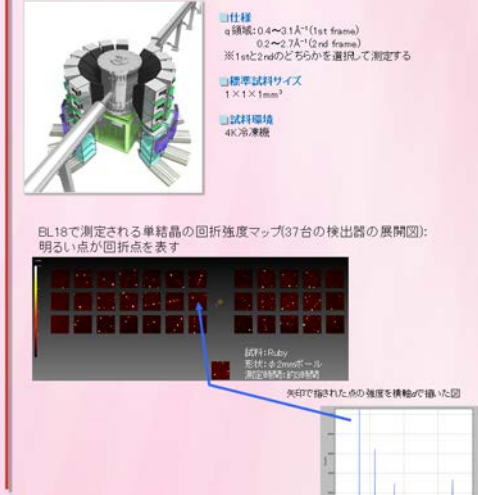 ■仕様
q 領域:0.4～3.1Å⁻¹(1st frame)
0.2～2.7Å⁻¹(2nd frame)
※1stと2ndのどちらかを選択して測定する
■標準試料サイズ
1×1×1mm³
■試料環境
4K冷凍機
BL18で測定される単結晶の回折強度マップ(37台の検出器の展開図):
明るい点が回折点を表す
試料:Ruby
形状:φ2mmボール
測定時間:約3時間
矢印で指された点の強度を横軸dで描いた図